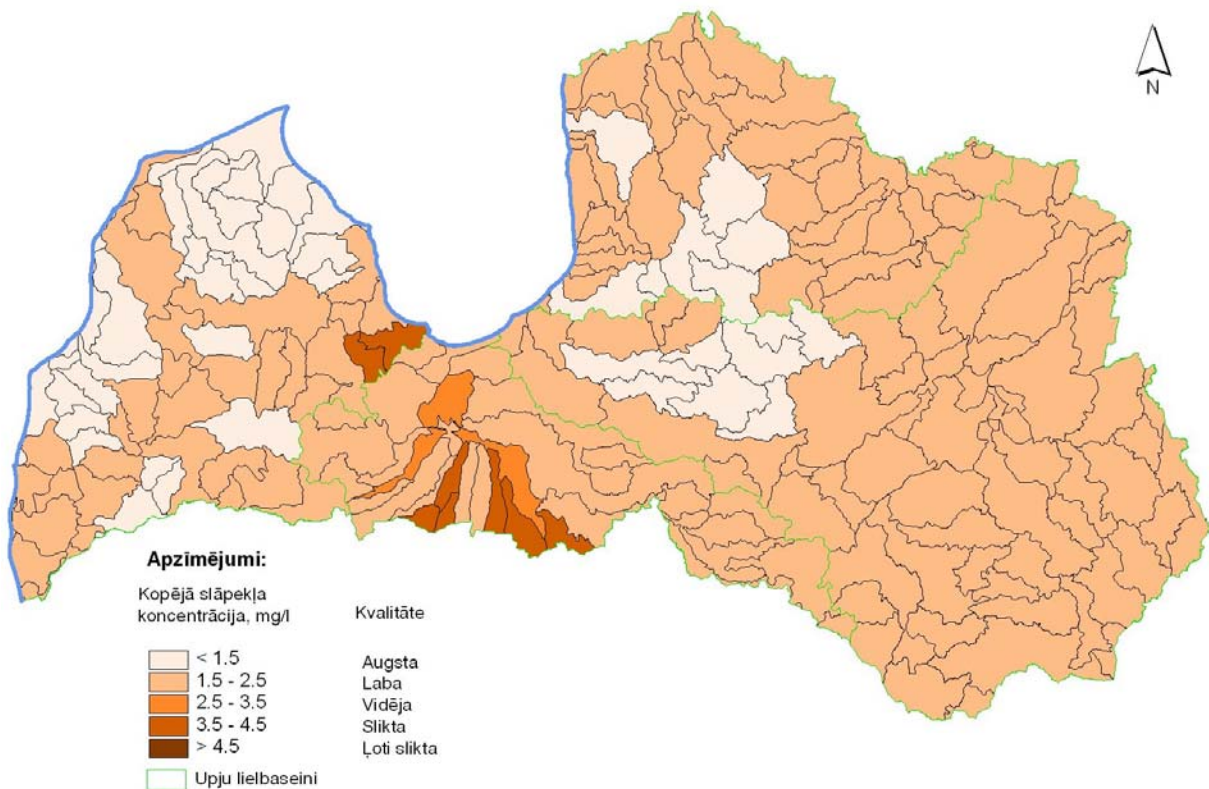 N
Apzīmējumi:
Kopējā slāpekļa
koncentrācija, mg/l
Kvalitāte
< 1.5 Augsta
1.5 - 2.5 Laba
2.5 - 3.5 Vidēja
3.5 - 4.5 Slikta
> 4.5 Ļoti slikta
Upju lielbaseini